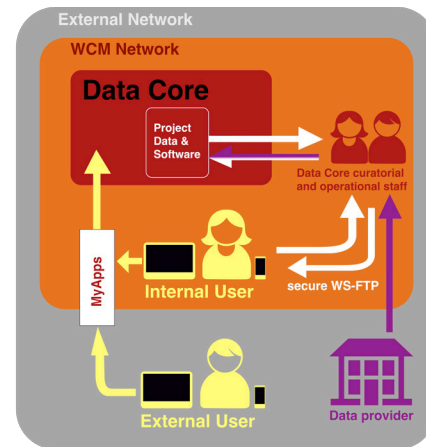 External Network
WCM Network
Data Core
Project
Data &
Software
Data Core curatorial
and operational staff
MyApps
Internal User
secure WS-FTP
External User
Data provider